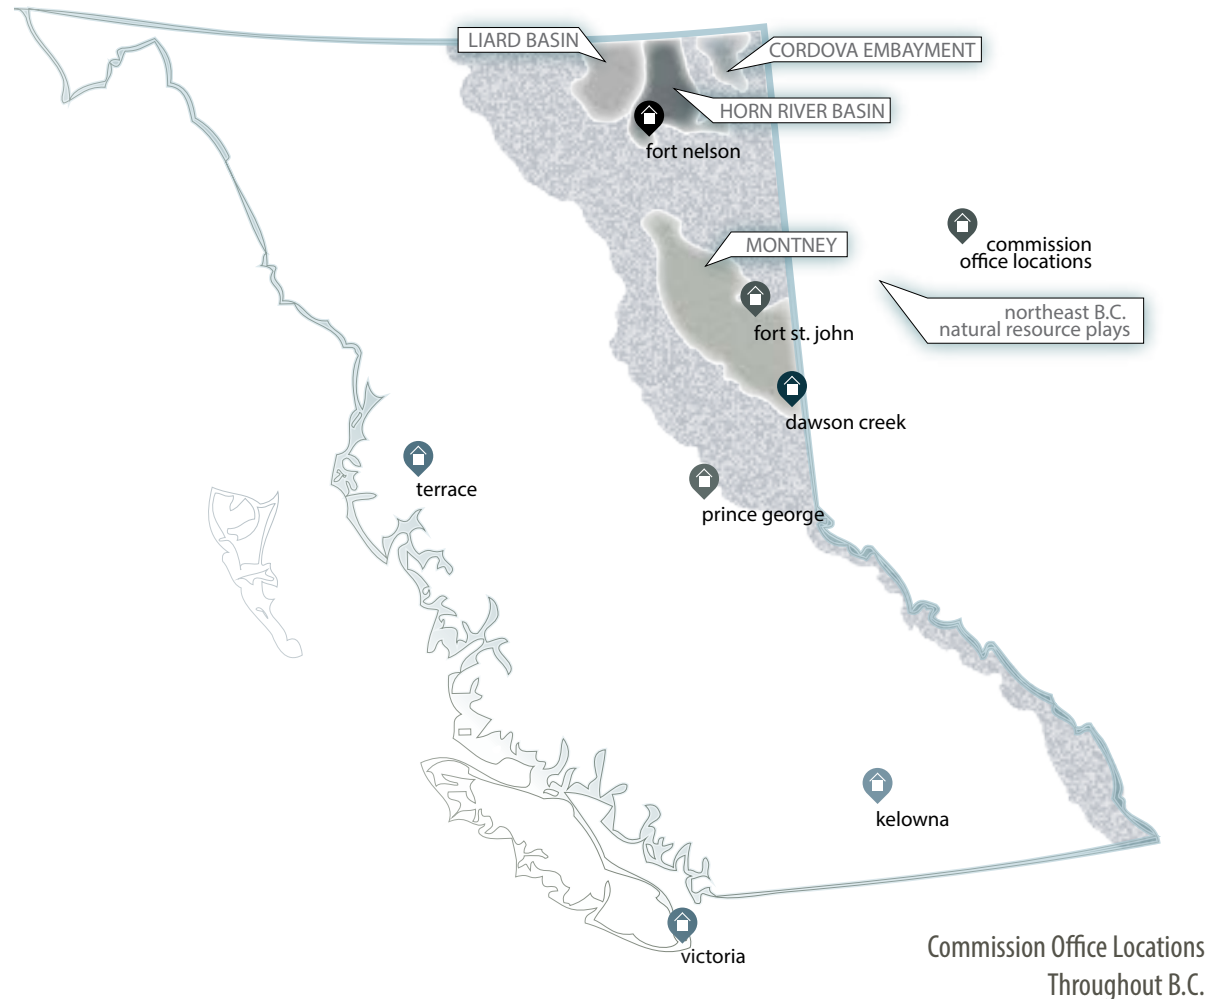 LIARD BASIN
CORDOVA EMBAYMENT
HORN RIVER BASIN
fort nelson
MONTNEY
commission
office locations
northeast B.C.
natural resource plays
fort st. john
dawson creek
terrace
prince george
kelowna
victoria
Commission Office Locations
Throughout B.C.